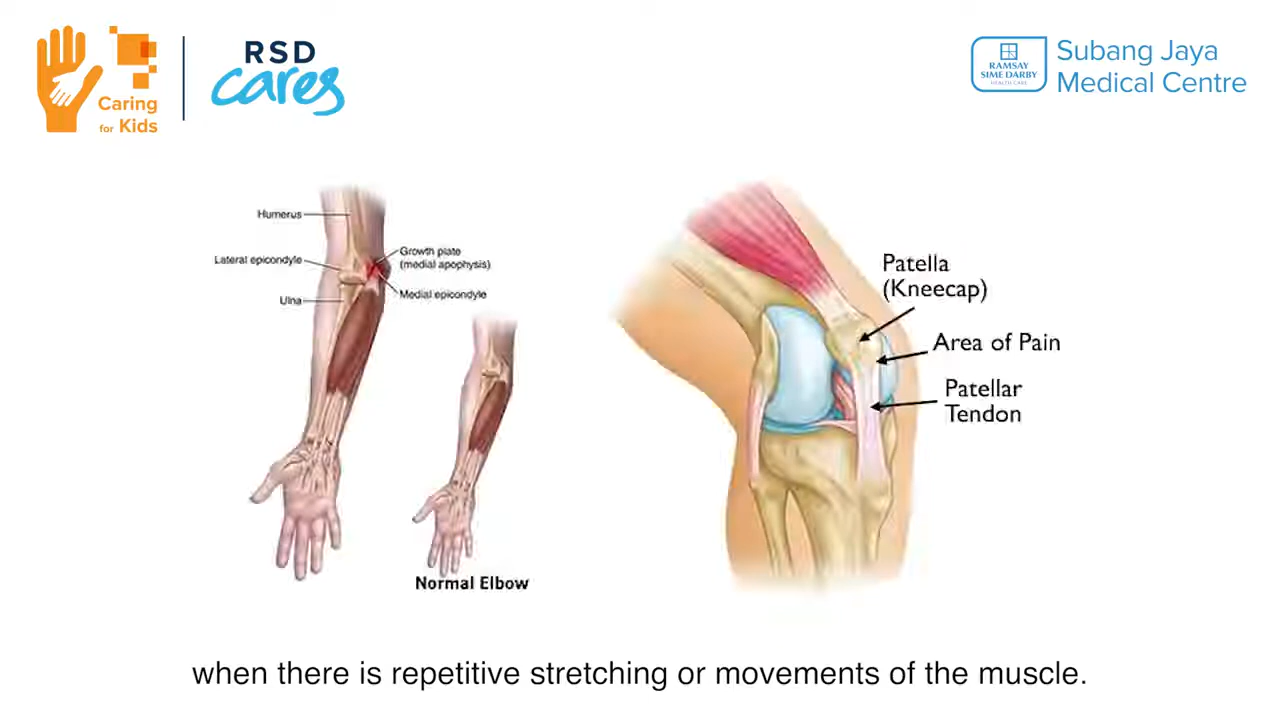 Caring
for Kids
RSD
cares
RAMSAY
SIME DARBY
HEALTH CARE
Subang Jaya
Medical Centre
Humerus
Lateral epicondyle
Ulna
Growth plate
(medial apophysis)
Medial epicondyle
Normal Elbow
Patella
(Kneecap)
Area of Pain
Patellar
Tendon
when there is repetitive stretching or movements of the muscle.